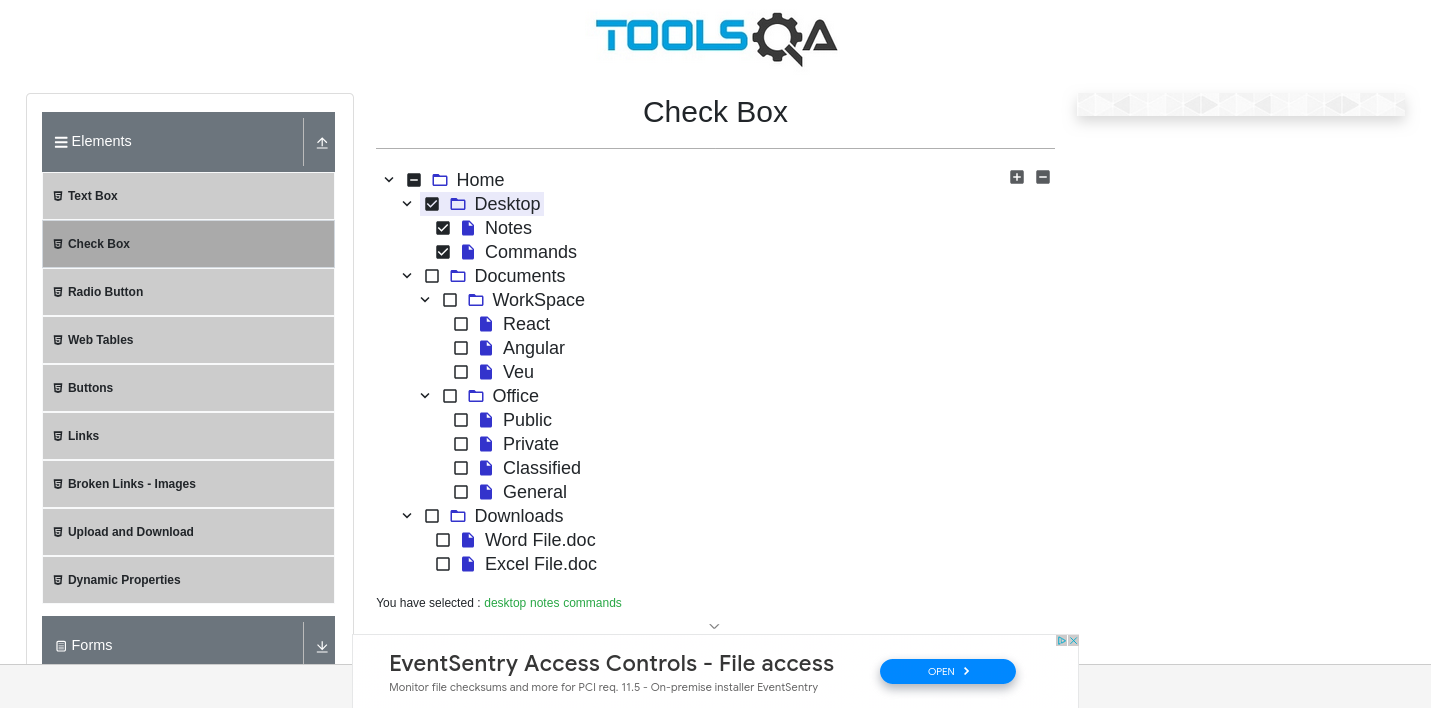 TOOLSQA
Elements
Text Box
Check Box
Radio Button
Web Tables
Buttons
Links
Broken Links - Images
Upload and Download
Dynamic Properties
Forms
Check Box
Home
Desktop
Notes
Commands
Documents
WorkSpace
React
Angular
Veu
Office
Public
Private
Classified
General
Downloads
Word File.doc
Excel File.doc
You have selected : desktop notes commands
EventSentry Access Controls - File access
Monitor file checksums and more for PCI req. 11.5 - On-premise installer EventSentry
OPEN